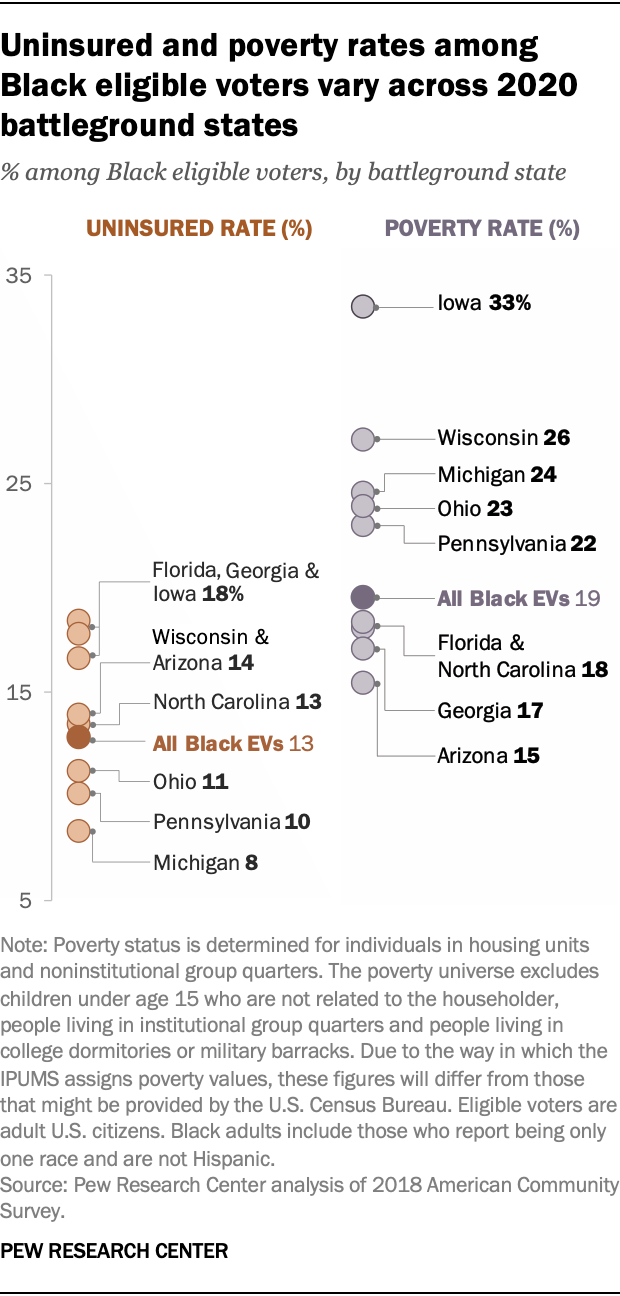 Uninsured and poverty rates among
Black eligible voters vary across 2020
battleground states
% among Black eligible voters, by battleground state
UNINSURED RATE (%)
35
25
15
5
Florida, Georgia &
Iowa 18%
Wisconsin &
Arizona 14
North Carolina 13
All Black EVs 13
Ohio 11
Pennsylvania 10
Michigan 8
POVERTY RATE (%)
Iowa 33%
Wisconsin 26
Michigan 24
Ohio 23
Pennsylvania 22
All Black EVs 19
Florida &
North Carolina 18
Georgia 17
Arizona 15
Note: Poverty status is determined for individuals in housing units
and noninstitutional group quarters. The poverty universe excludes
children under age 15 who are not related to the householder,
people living in institutional group quarters and people living in
college dormitories or military barracks. Due to the way in which the
IPUMS assigns poverty values, these figures will differ from those
that might be provided by the U.S. Census Bureau. Eligible voters are
adult U.S. citizens. Black adults include those who report being only
one race and are not Hispanic.
Source: Pew Research Center analysis of 2018 American Community
Survey.
PEW RESEARCH CENTER